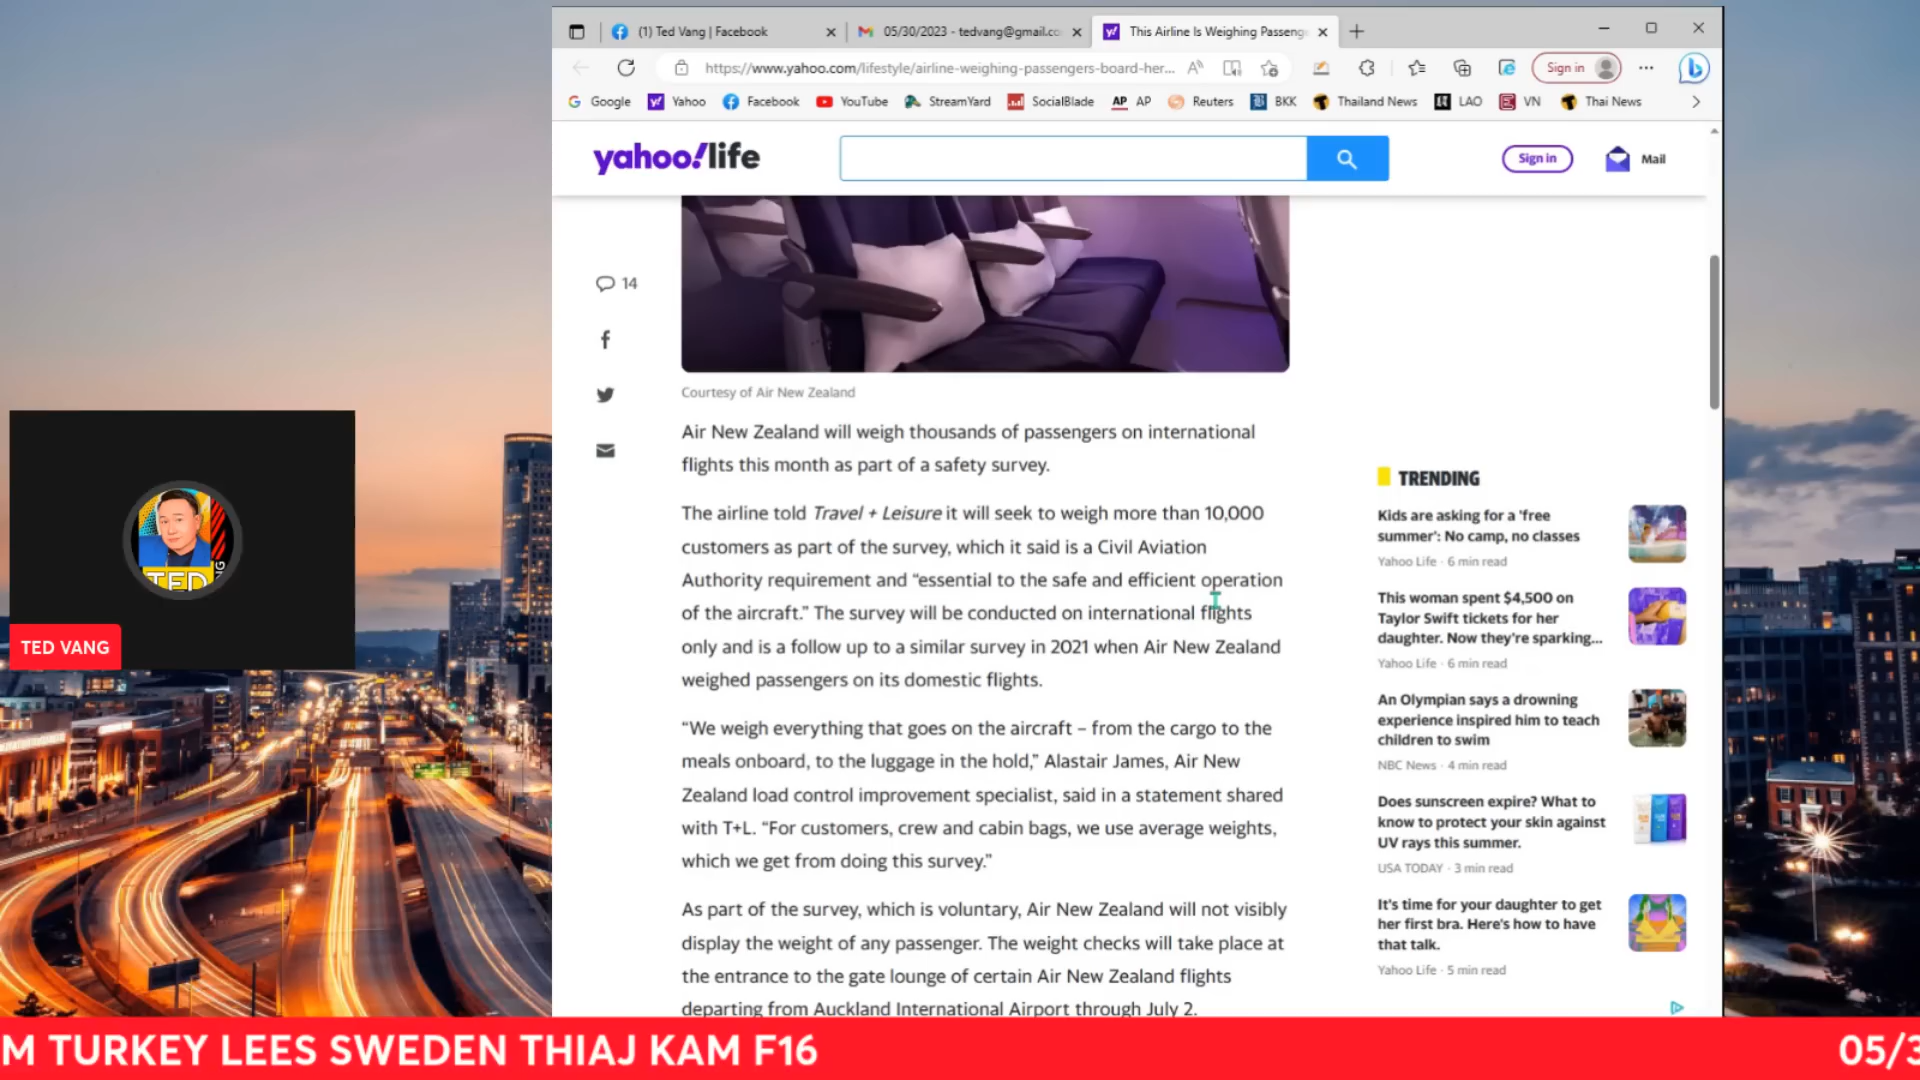 (1) Ted Vang | Facebook
05/30/2023 - tedvang@gmail.co
This Airline Is Weighing Passeng
https://www.yahoo.com/lifestyle/airline-weighing-passengers-board-her...
Sign in
Google
Yahoo
Facebook
YouTube
StreamYard
SocialBlade
AP AP
Reuters
BKK
Thailand News
LAO
VN
Thai News
yahoo!life
Sign in
Mail
14
Courtesy of Air New Zealand
Air New Zealand will weigh thousands of passengers on international
flights this month as part of a safety survey.
The airline told Travel + Leisure it will seek to weigh more than 10,000
customers as part of the survey, which it said is a Civil Aviation
Authority requirement and “essential to the safe and efficient operation
of the aircraft.” The survey will be conducted on international flights
only and is a follow up to a similar survey in 2021 when Air New Zealand
weighed passengers on its domestic flights.
“We weigh everything that goes on the aircraft – from the cargo to the
meals onboard, to the luggage in the hold,” Alastair James, Air New
Zealand load control improvement specialist, said in a statement shared
with T+L. “For customers, crew and cabin bags, we use average weights,
which we get from doing this survey.”
As part of the survey, which is voluntary, Air New Zealand will not visibly
display the weight of any passenger. The weight checks will take place at
the entrance to the gate lounge of certain Air New Zealand flights
departing from Auckland International Airport through July 2.
TRENDING
Kids are asking for a 'free
summer': No camp, no classes
Yahoo Life · 6 min read
This woman spent $4,500 on
Taylor Swift tickets for her
daughter. Now they're sparking...
Yahoo Life · 6 min read
An Olympian says a drowning
experience inspired him to teach
children to swim
NBC News · 4 min read
Does sunscreen expire? What to
know to protect your skin against
UV rays this summer.
USA TODAY · 3 min read
It's time for your daughter to get
her first bra. Here's how to have
that talk.
Yahoo Life · 5 min read
TED
TED VANG
M TURKEY LEES SWEDEN THIAJ KAM F16
05/3